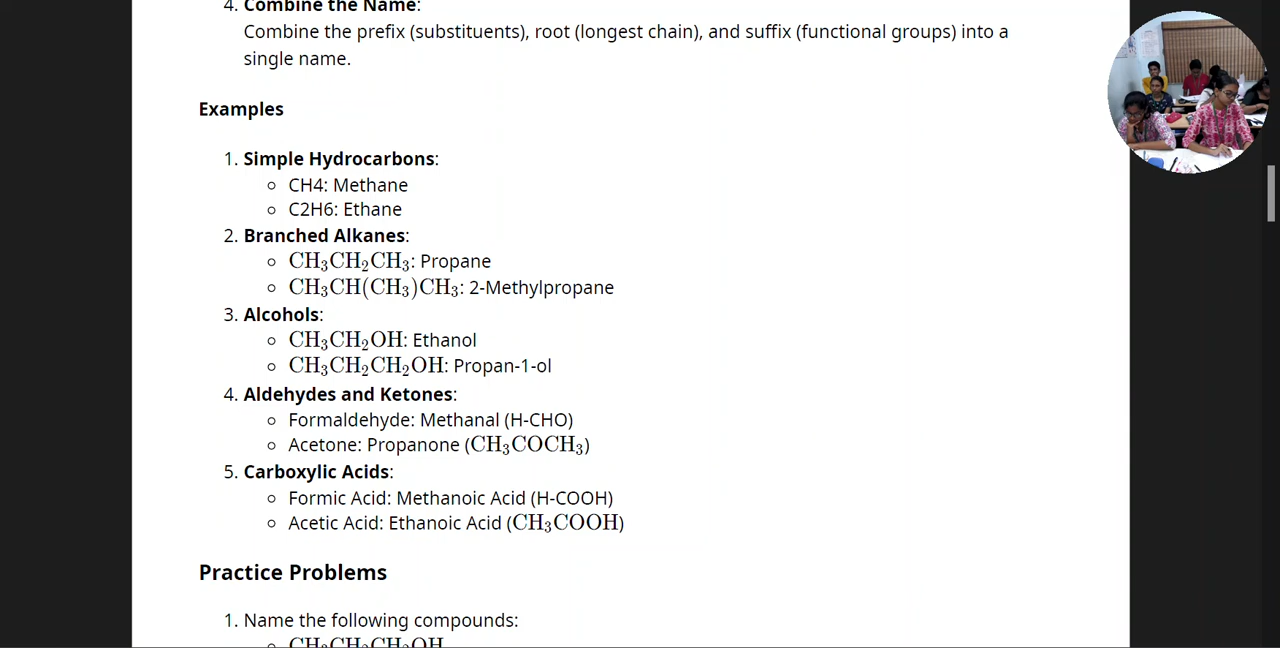 4. Combine the Name:
Combine the prefix (substituents), root (longest chain), and suffix (functional groups) into a
single name.
Examples
1. Simple Hydrocarbons:
◦ CH4: Methane
◦ C2H6: Ethane
2. Branched Alkanes:
◦ CH₃CH₂CH₃: Propane
◦ CH₃CH(CH₃)CH₃: 2-Methylpropane
3. Alcohols:
◦ CH₃CH₂OH: Ethanol
◦ CH₃CH₂CH₂OH: Propan-1-ol
4. Aldehydes and Ketones:
◦ Formaldehyde: Methanal (H-CHO)
◦ Acetone: Propanone (CH₃COCH₃)
5. Carboxylic Acids:
◦ Formic Acid: Methanoic Acid (H-COOH)
◦ Acetic Acid: Ethanoic Acid (CH₃COOH)
Practice Problems
1. Name the following compounds:
◦ CH₃CH₂CH₂OH